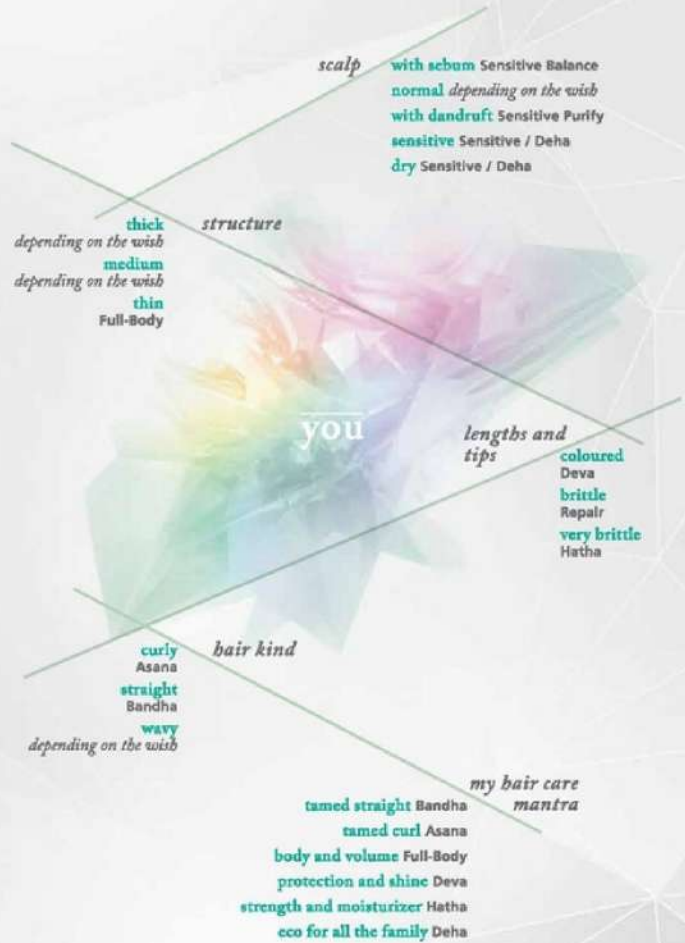 scalp
with sebum Sensitive Balance
normal depending on the wish
with dandruft Sensitive Purify
sensitive Sensitive / Deha
dry Sensitive / Deha
structure
thick
depending on the wish
medium
depending on the wish
thin
Full-Body
you
lengths and
tips
coloured
Deva
brittle
Repair
very brittle
Hatha
hair kind
curly
Asana
straight
Bandha
wavy
depending on the wish
my hair care
mantra
tamed straight Bandha
tamed curl Asana
body and volume Full-Body
protection and shine Deva
strength and moisturizer Hatha
eco for all the family Deha